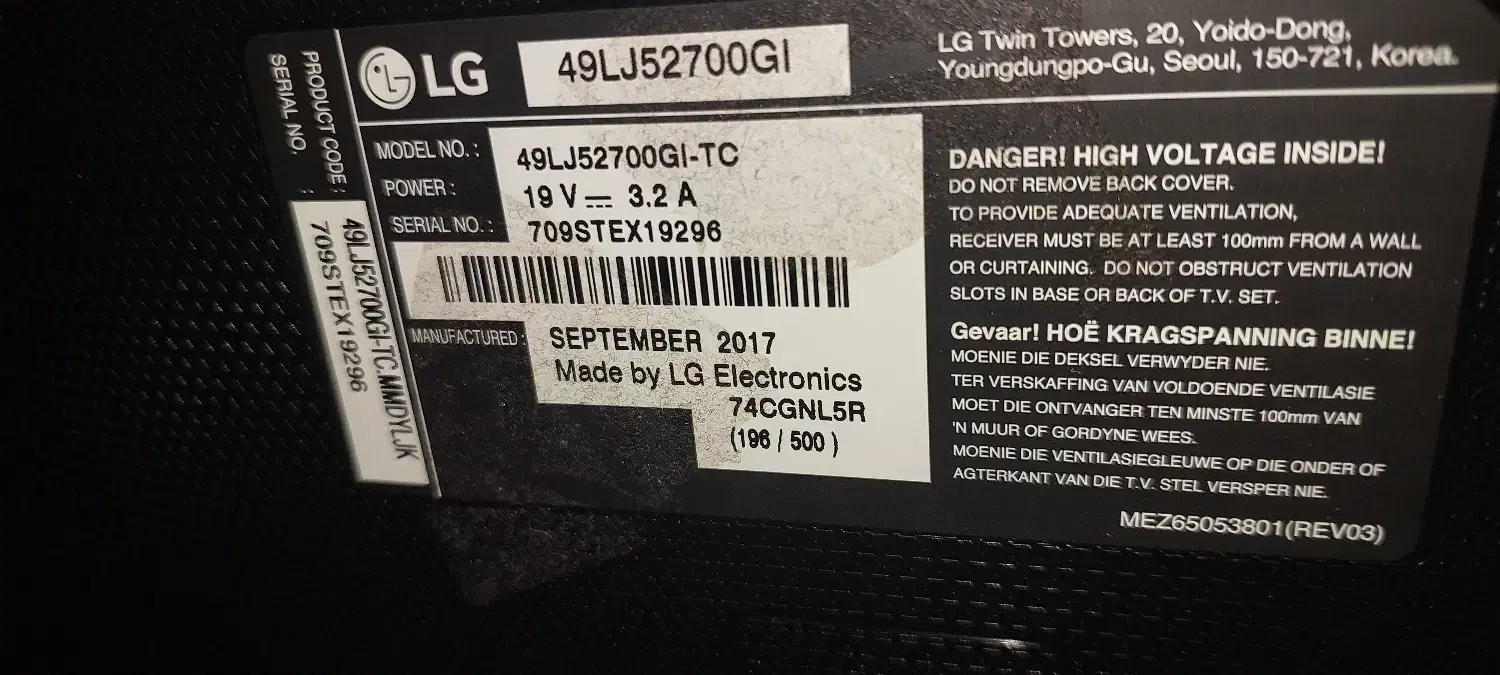 LG
49LJ52700GI
LG Twin Towers, 20, Yoido-Dong,
Youngdungpo-Gu, Seoul, 150-721, Korea.
PRODUCT CODE : 49LJ52700GI-TC.MMDYLJK
SERIAL NO. : 709STEX19296
MODEL NO. : 49LJ52700GI-TC
POWER : 19 V ⎓ 3.2 A
SERIAL NO. : 709STEX19296
MANUFACTURED : SEPTEMBER 2017
Made by LG Electronics
74CGNL5R
(196 / 500 )
DANGER! HIGH VOLTAGE INSIDE!
DO NOT REMOVE BACK COVER.
TO PROVIDE ADEQUATE VENTILATION,
RECEIVER MUST BE AT LEAST 100mm FROM A WALL
OR CURTAINING. DO NOT OBSTRUCT VENTILATION
SLOTS IN BASE OR BACK OF T.V. SET.
Gevaar! HOË KRAGSPANNING BINNE!
MOENIE DIE DEKSEL VERWYDER NIE.
TER VERSKAFFING VAN VOLDOENDE VENTILASIE
MOET DIE ONTVANGER TEN MINSTE 100mm VAN
'N MUUR OF GORDYNE WEES.
MOENIE DIE VENTILASIEGLEUWE OP DIE ONDER OF
AGTERKANT VAN DIE T.V. STEL VERSPER NIE.
MEZ65053801(REV03)